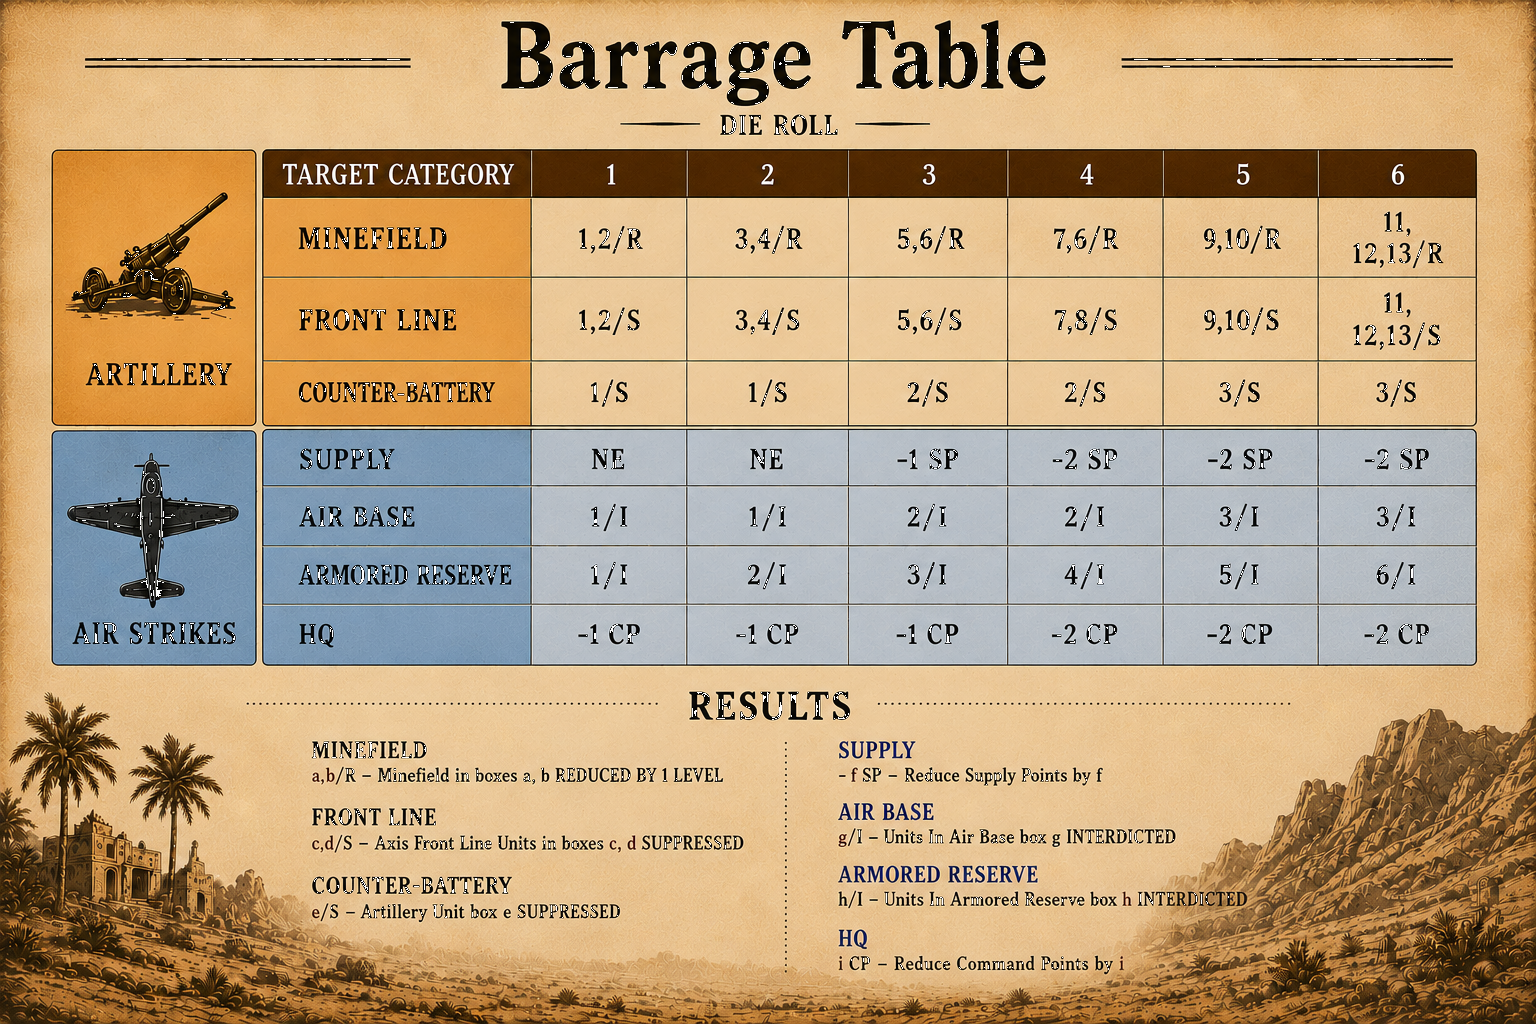 Barrage Table
DIE ROLL
TARGET CATEGORY 1 2 3 4 5 6
MINEFIELD 1,2/R 3,4/R 5,6/R 7,6/R 9,10/R 11,
12,13/R
FRONT LINE 1,2/S 3,4/S 5,6/S 7,8/S 9,10/S 11,
12,13/S
COUNTER-BATTERY 1/S 1/S 2/S 2/S 3/S 3/S
ARTILLERY
SUPPLY NE NE -1 SP -2 SP -2 SP -2 SP
AIR BASE 1/I 1/I 2/I 2/I 3/I 3/I
ARMORED RESERVE 1/I 2/I 3/I 4/I 5/I 6/I
HQ -1 CP -1 CP -1 CP -2 CP -2 CP -2 CP
AIR STRIKES
RESULTS
MINEFIELD
a,b/R – Minefield in boxes a, b REDUCED BY 1 LEVEL
FRONT LINE
c,d/S – Axis Front Line Units in boxes c, d SUPPRESSED
COUNTER-BATTERY
e/S – Artillery Unit box e SUPPRESSED
SUPPLY
- f SP – Reduce Supply Points by f
AIR BASE
g/I – Units In Air Base box g INTERDICTED
ARMORED RESERVE
h/I – Units In Armored Reserve box h INTERDICTED
HQ
i CP – Reduce Command Points by i